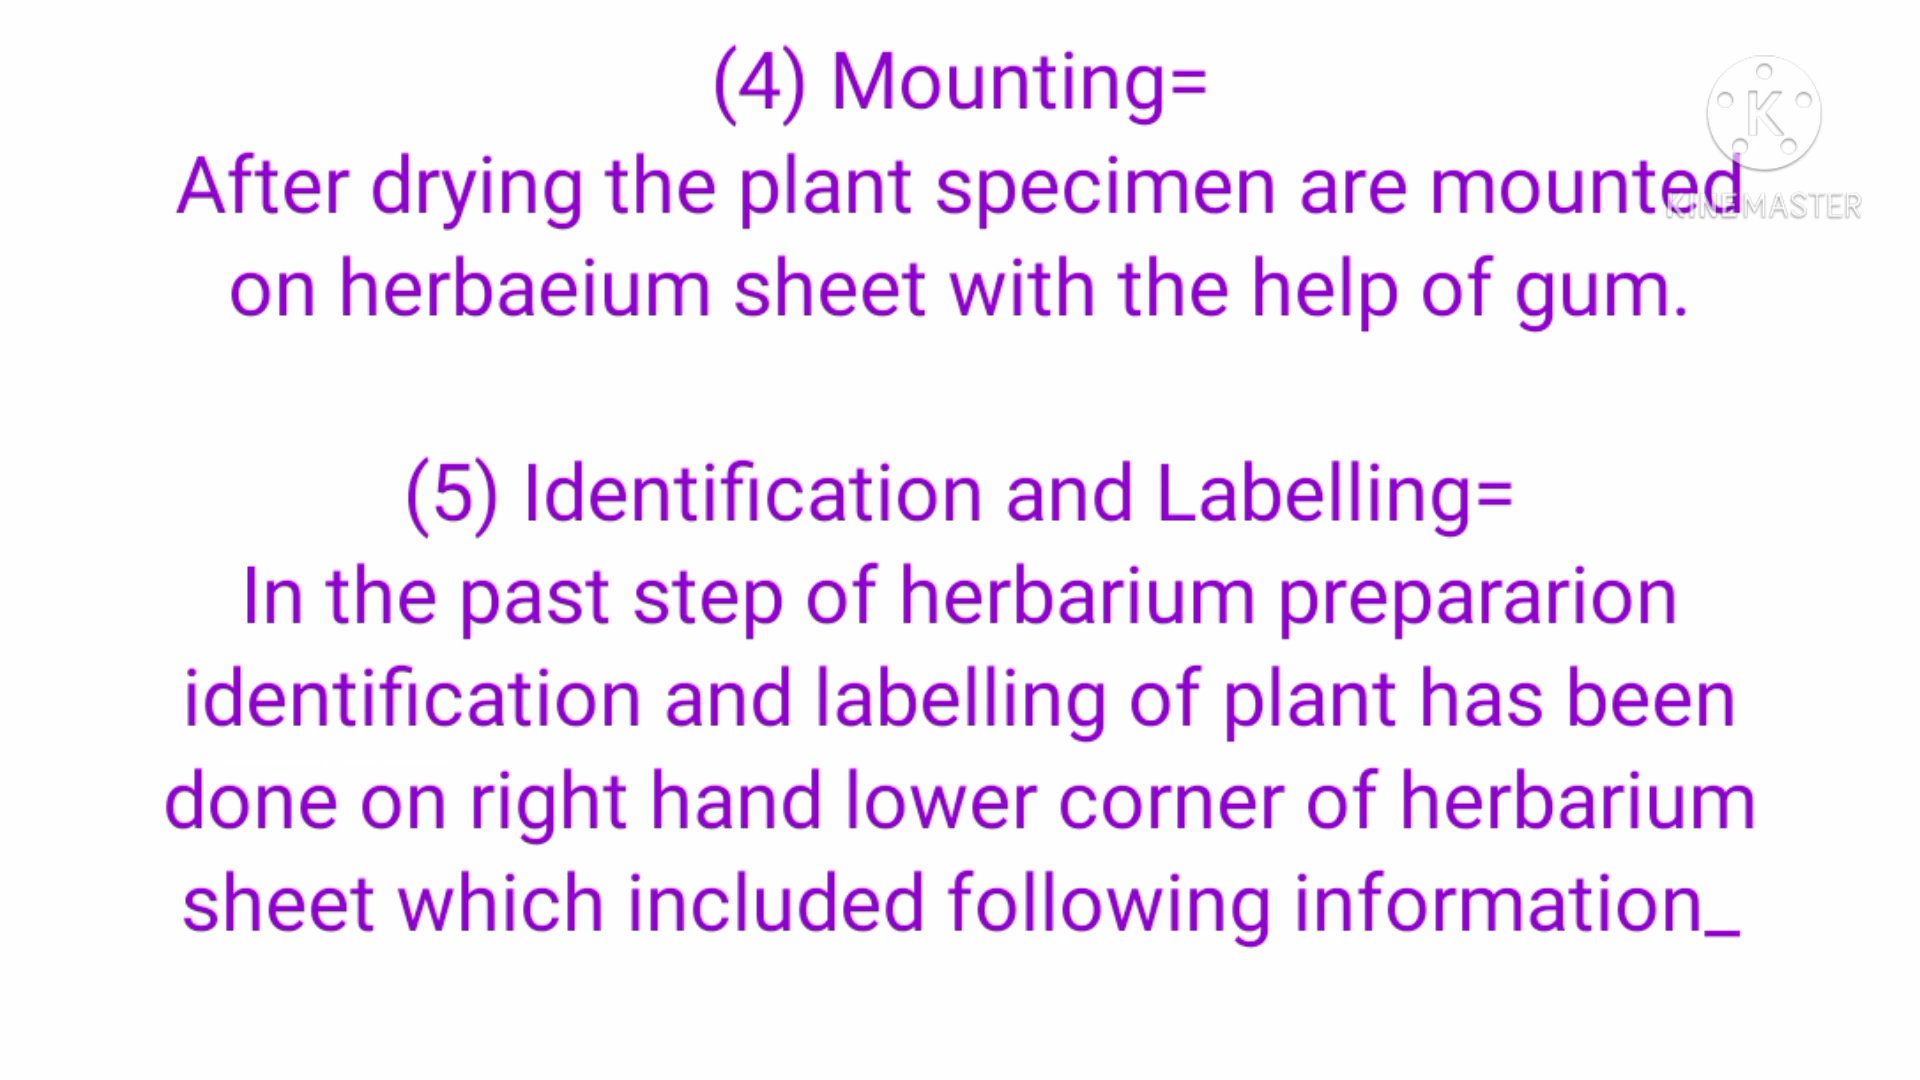 (4) Mounting=
After drying the plant specimen are mounted
on herbaeium sheet with the help of gum.
(5) Identification and Labelling=
In the past step of herbarium prepararion
identification and labelling of plant has been
done on right hand lower corner of herbarium
sheet which included following information_
K
KINEMASTER